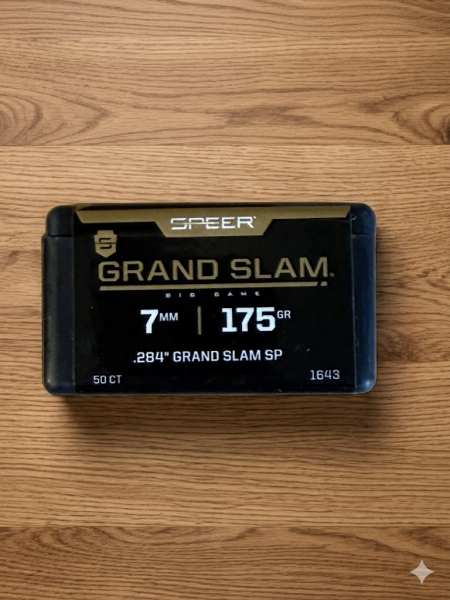 SPEER
GRAND SLAM
BIG GAME
7MM | 175GR
.284" GRAND SLAM SP
50 CT 1643